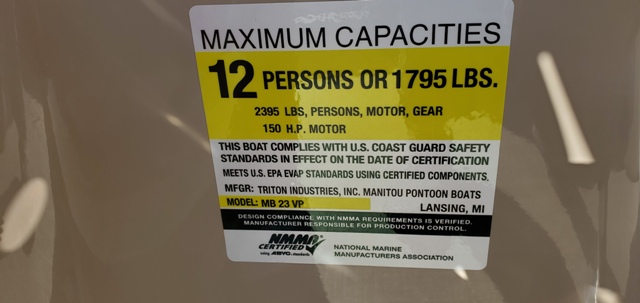 MAXIMUM CAPACITIES
12 PERSONS OR 1795 LBS.
2395 LBS, PERSONS, MOTOR, GEAR
150 H.P. MOTOR
THIS BOAT COMPLIES WITH U.S. COAST GUARD SAFETY
STANDARDS IN EFFECT ON THE DATE OF CERTIFICATION
MEETS U.S. EPA EVAP STANDARDS USING CERTIFIED COMPONENTS.
MFGR: TRITON INDUSTRIES, INC. MANITOU PONTOON BOATS
MODEL: MB 23 VP LANSING, MI
DESIGN COMPLIANCE WITH NMMA REQUIREMENTS IS VERIFIED.
MANUFACTURER RESPONSIBLE FOR PRODUCTION CONTROL.
NMMA
CERTIFIED
using ABYC standards
NATIONAL MARINE
MANUFACTURERS ASSOCIATION